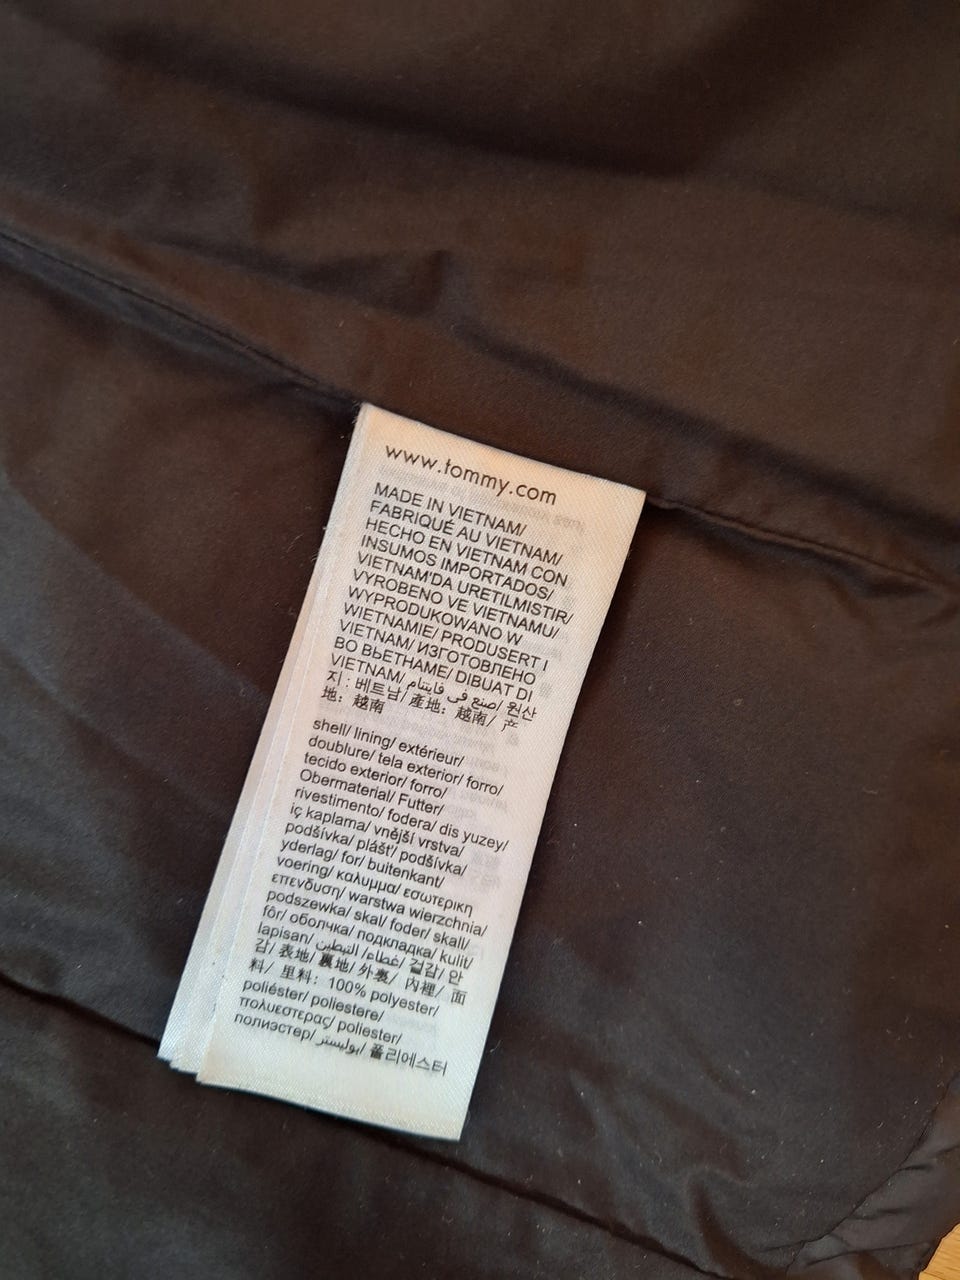 www.tommy.com
MADE IN VIETNAM/
FABRIQUÉ AU VIETNAM/
HECHO EN VIETNAM CON
INSUMOS IMPORTADOS/
VIETNAM'DA URETILMISTIR/
VYROBENO VE VIETNAMU/
WYPRODUKOWANO W
WIETNAMIE/ PRODUSERT I
VIETNAM/ ИЗГОТОВЛЕНО
ВО ВЬЕТНАМЕ/ DIBUAT DI
VIETNAM/ صنع في فايتنام/ 원산
지: 베트남/ 產地: 越南/ 产
地: 越南
shell/ lining/ extérieur/
doublure/ tela exterior/ forro/
tecido exterior/ forro/
Obermaterial/ Futter/
rivestimento/ fodera/ dis yuzey/
iç kaplama/ vnější vrstva/
podšívka/ plášť/ podšívka/
yderlag/ for/ buitenkant/
voering/ καλυμμα/ εσωτερικη
επενδυση/ warstwa wierzchnia/
podszewka/ skal/ foder/ skall/
fôr/ оболчка/ подкладка/ kulit/
lapisan/ غطاء/ التبطين/ 겉감/ 안
감/ 表地/ 裏地/ 外裹/ 內裡/ 面
料/ 里料: 100% polyester/
poliéster/ poliestere/
πολυεστερας/ poliester/
полиэстер/ بوليستر/ 폴리에스터